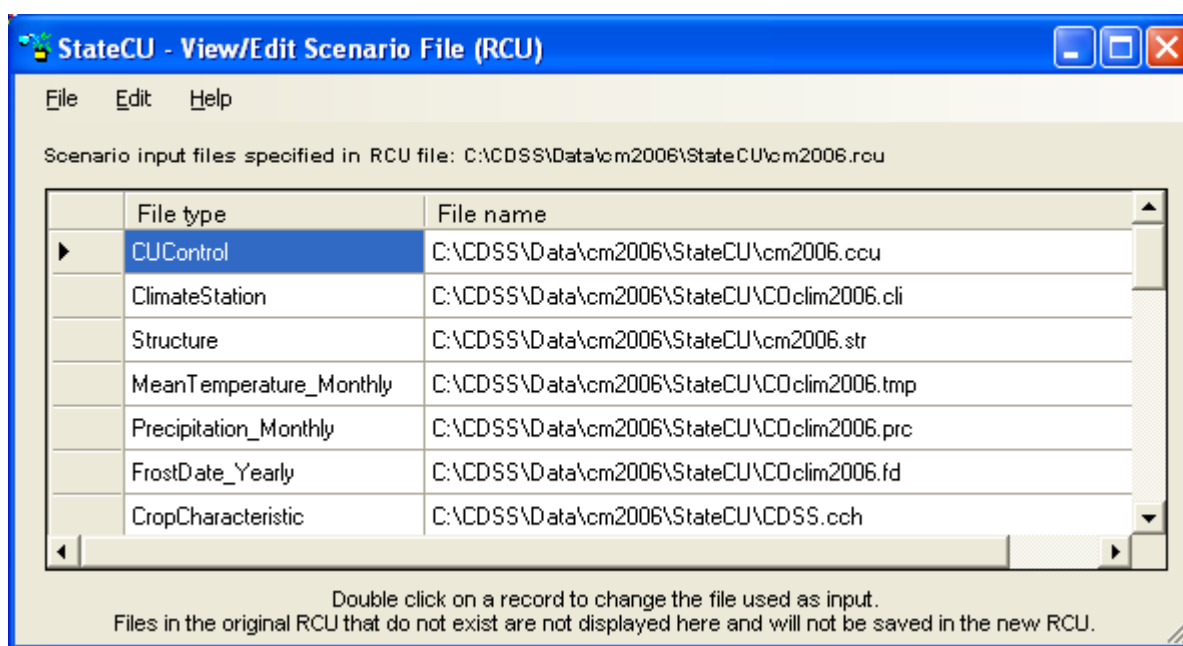 StateCU - View/Edit Scenario File (RCU)
File Edit Help
Scenario input files specified in RCU file: C:\CDSS\Data\cm2006\StateCU\cm2006.rcu
File type File name
CUControl C:\CDSS\Data\cm2006\StateCU\cm2006.ccu
ClimateStation C:\CDSS\Data\cm2006\StateCU\COclim2006.cli
Structure C:\CDSS\Data\cm2006\StateCU\cm2006.str
MeanTemperature_Monthly C:\CDSS\Data\cm2006\StateCU\COclim2006.tmp
Precipitation_Monthly C:\CDSS\Data\cm2006\StateCU\COclim2006.prc
FrostDate_Yearly C:\CDSS\Data\cm2006\StateCU\COclim2006.fd
CropCharacteristic C:\CDSS\Data\cm2006\StateCU\CDSS.cch
Double click on a record to change the file used as input.
Files in the original RCU that do not exist are not displayed here and will not be saved in the new RCU.